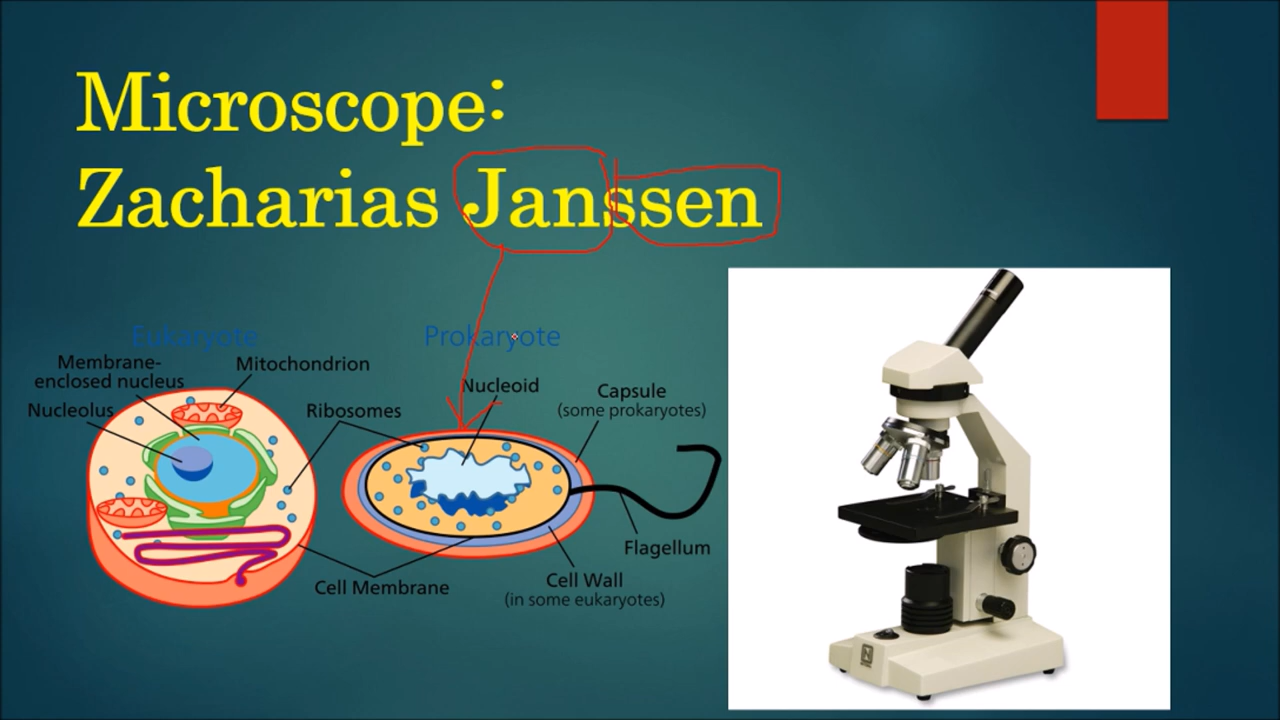 Microscope:
Zacharias Janssen
Eukaryote
Prokaryote
Membrane-
enclosed nucleus
Mitochondrion
Nucleolus
Ribosomes
Nucleoid
Capsule
(some prokaryotes)
Flagellum
Cell Membrane
Cell Wall
(in some eukaryotes)